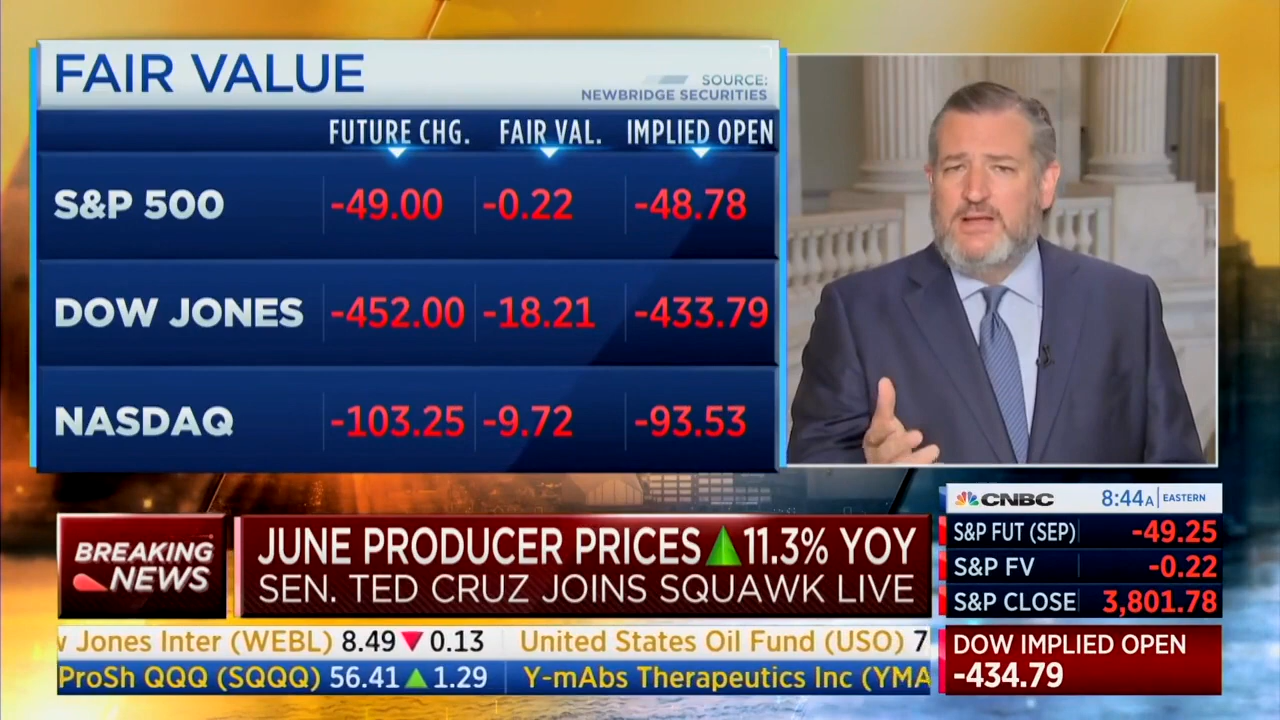 FAIR VALUE
SOURCE:
NEWBRIDGE SECURITIES
FUTURE CHG. FAIR VAL. IMPLIED OPEN
S&P 500 -49.00 -0.22 -48.78
DOW JONES -452.00 -18.21 -433.79
NASDAQ -103.25 -9.72 -93.53
BREAKING
NEWS
JUNE PRODUCER PRICES ▲ 11.3% YOY
SEN. TED CRUZ JOINS SQUAWK LIVE
CNBC 8:44A EASTERN
S&P FUT (SEP) -49.25
S&P FV -0.22
S&P CLOSE 3,801.78
DOW IMPLIED OPEN
-434.79
w Jones Inter (WEBL) 8.49 ▼ 0.13 United States Oil Fund (USO) 7
ProSh QQQ (SQQQ) 56.41 ▲ 1.29 Y-mAbs Therapeutics Inc (YMA